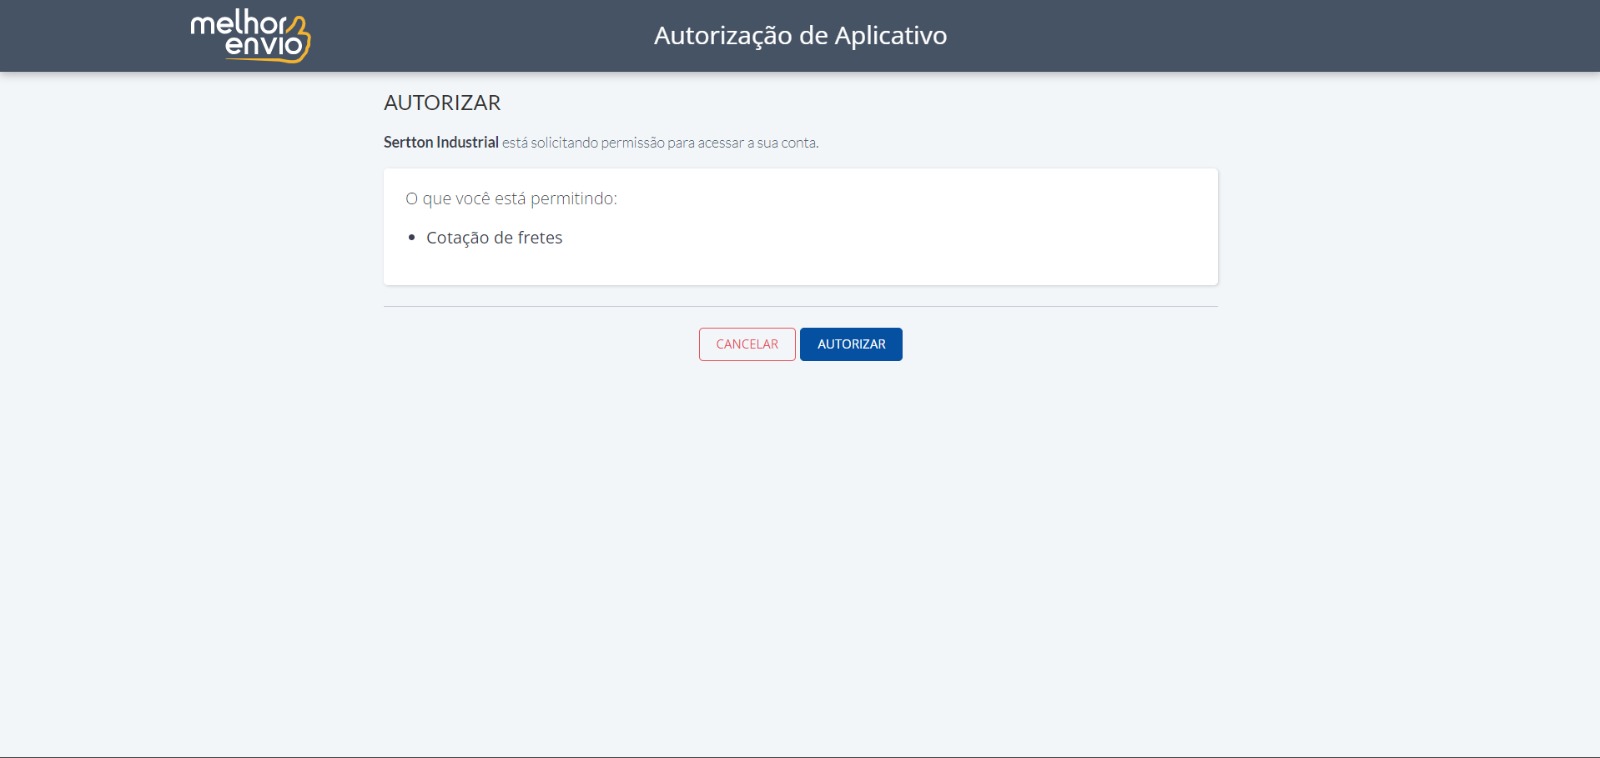 melhor
envio
Autorização de Aplicativo
AUTORIZAR
Sertton Industrial está solicitando permissão para acessar a sua conta.
O que você está permitindo:
• Cotação de fretes
CANCELAR
AUTORIZAR